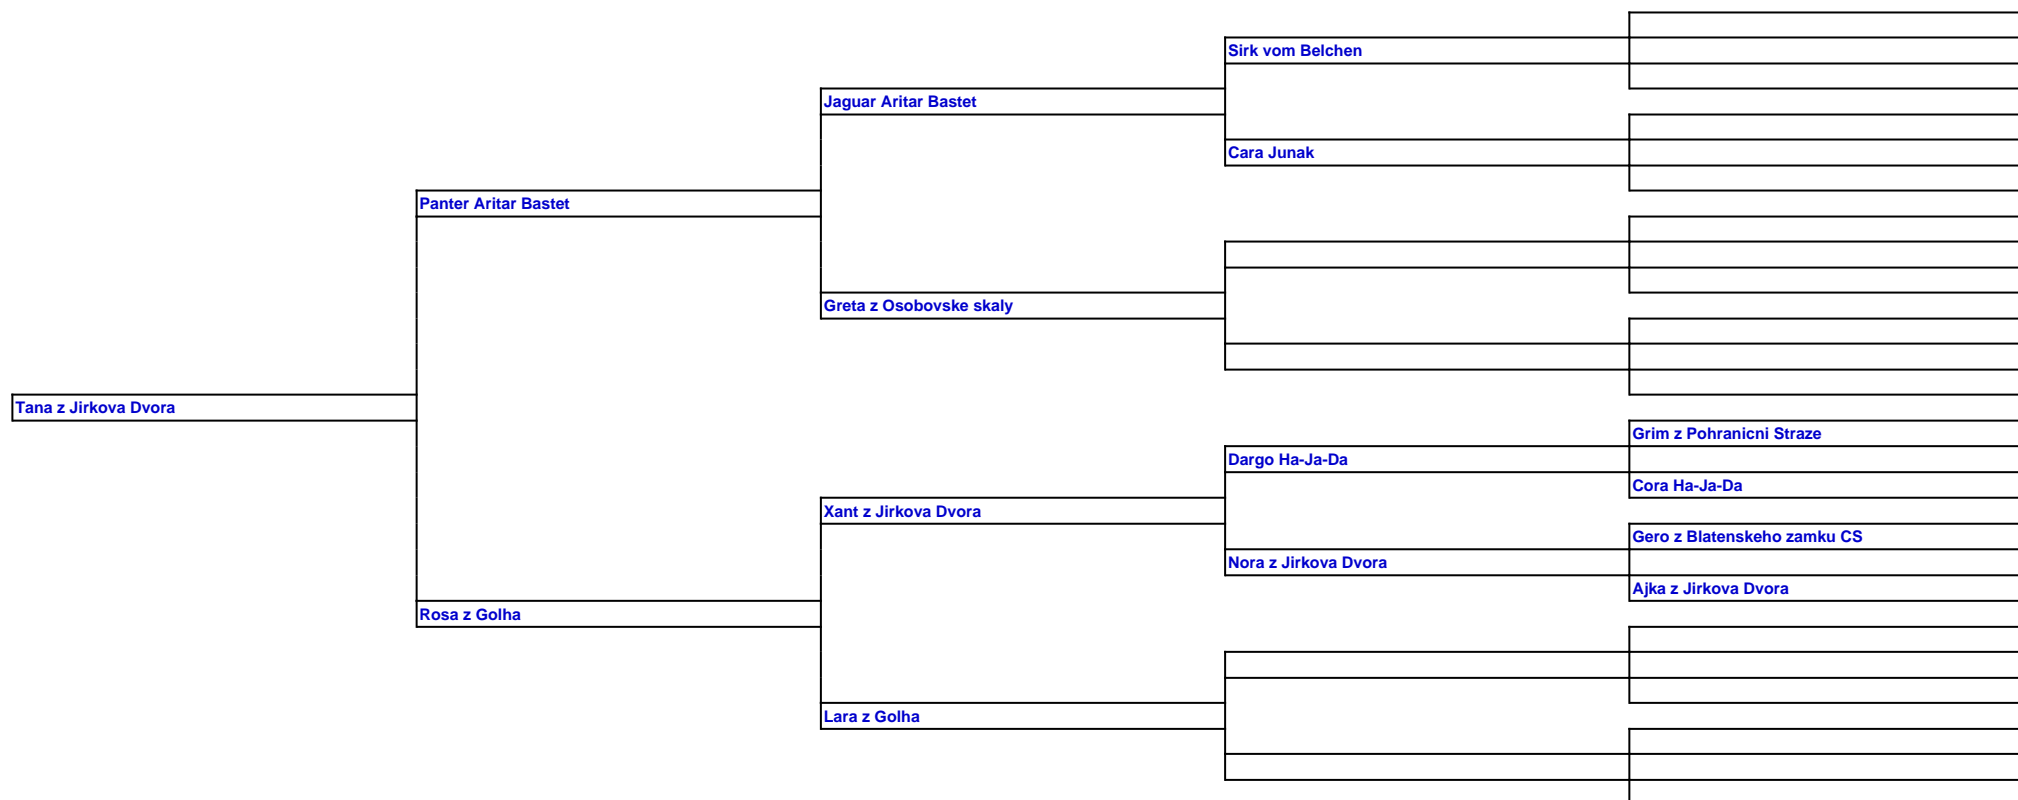 Sirk vom Belchen
Jaguar Aritar Bastet
Cara Junak
Panter Aritar Bastet
Greta z Osobovske skaly
Tana z Jirkova Dvora
Grim z Pohranicni Straze
Dargo Ha-Ja-Da
Cora Ha-Ja-Da
Xant z Jirkova Dvora
Gero z Blatenskeho zamku CS
Nora z Jirkova Dvora
Ajka z Jirkova Dvora
Rosa z Golha
Lara z Golha